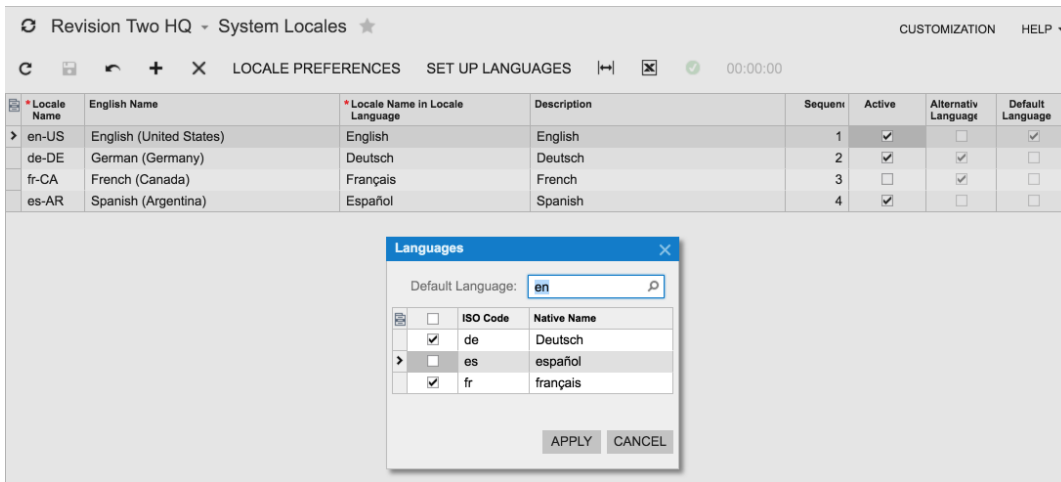 Revision Two HQ - System Locales
CUSTOMIZATION HELP
LOCALE PREFERENCES SET UP LANGUAGES 00:00:00
* Locale Name English Name * Locale Name in Locale Language Description Sequenc Active Alternativ Language Default Language
en-US English (United States) English English 1
de-DE German (Germany) Deutsch Deutsch 2
fr-CA French (Canada) Français French 3
es-AR Spanish (Argentina) Español Spanish 4
Languages
Default Language: en
ISO Code Native Name
de Deutsch
es español
fr français
APPLY CANCEL